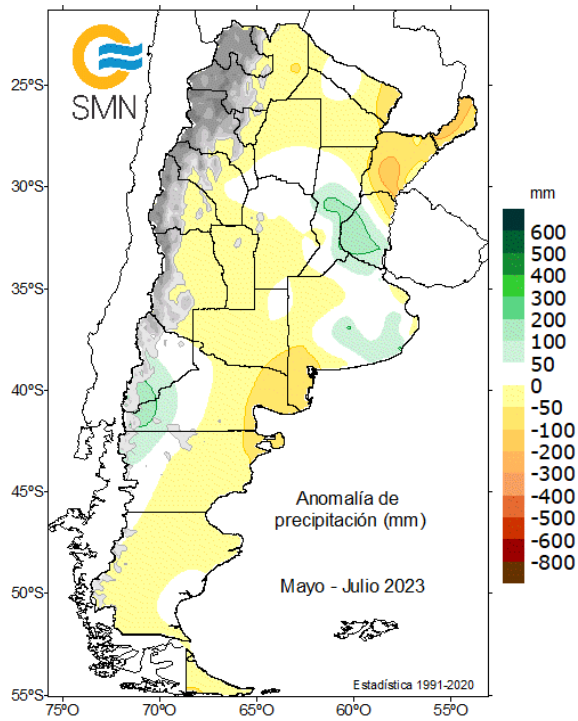 SMN
25ºS
30ºS
35ºS
40ºS
45ºS
50ºS
55ºS
75ºO
70ºO
65ºO
60ºO
55ºO
Anomalía de
precipitación (mm)
Mayo - Julio 2023
Estadística 1991-2020
mm
600
500
400
300
200
100
50
0
-50
-100
-200
-300
-400
-500
-600
-800